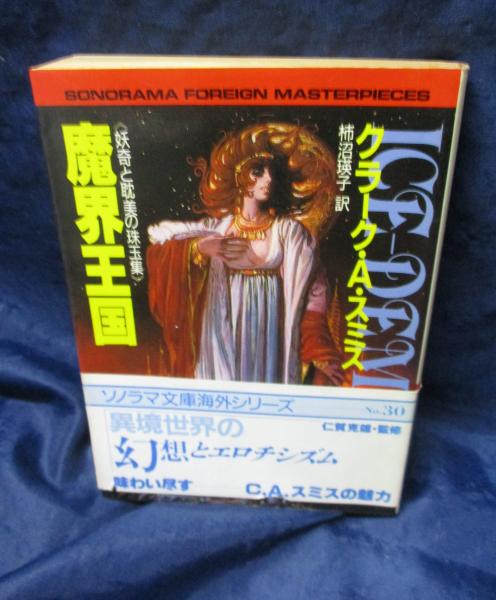 SONORAMA FOREIGN MASTERPIECES
ICE-DEM
クラーク・A・スミス
柿沼瑛子 訳
《妖奇と耽美の珠玉集》
魔界王国
ソノラマ文庫海外シリーズ
No.30
異境世界の
仁賀克雄・監修
幻想とエロチシズム
味わい尽す
C.A.スミスの魅力